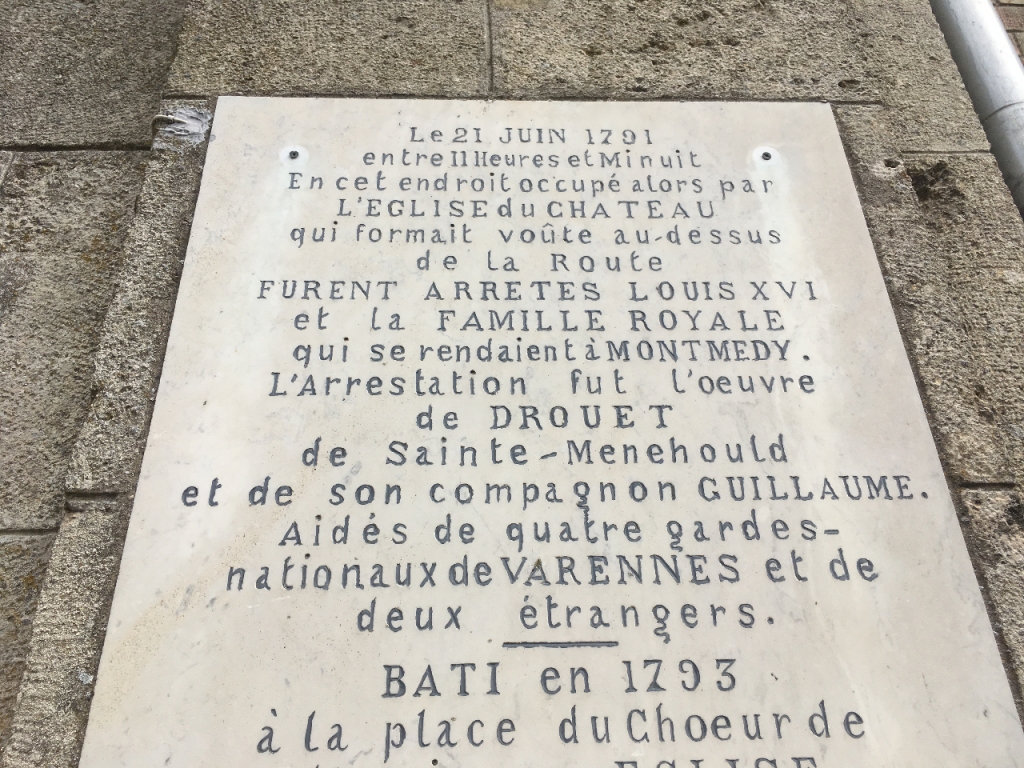 Le 21 JUIN 1791
entre 11 Heures et Minuit
En cet endroit occupé alors par
L'EGLISE du CHATEAU
qui formait voûte au-dessus
de la Route
FURENT ARRETES LOUIS XVI
et la FAMILLE ROYALE
qui se rendaient à MONTMEDY.
L'Arrestation fut l'oeuvre
de DROUET
de Sainte-Menehould
et de son compagnon GUILLAUME.
Aidés de quatre gardes-
nationaux de VARENNES et de
deux étrangers.
BATI en 1793
à la place du Choeur de
EGLISE